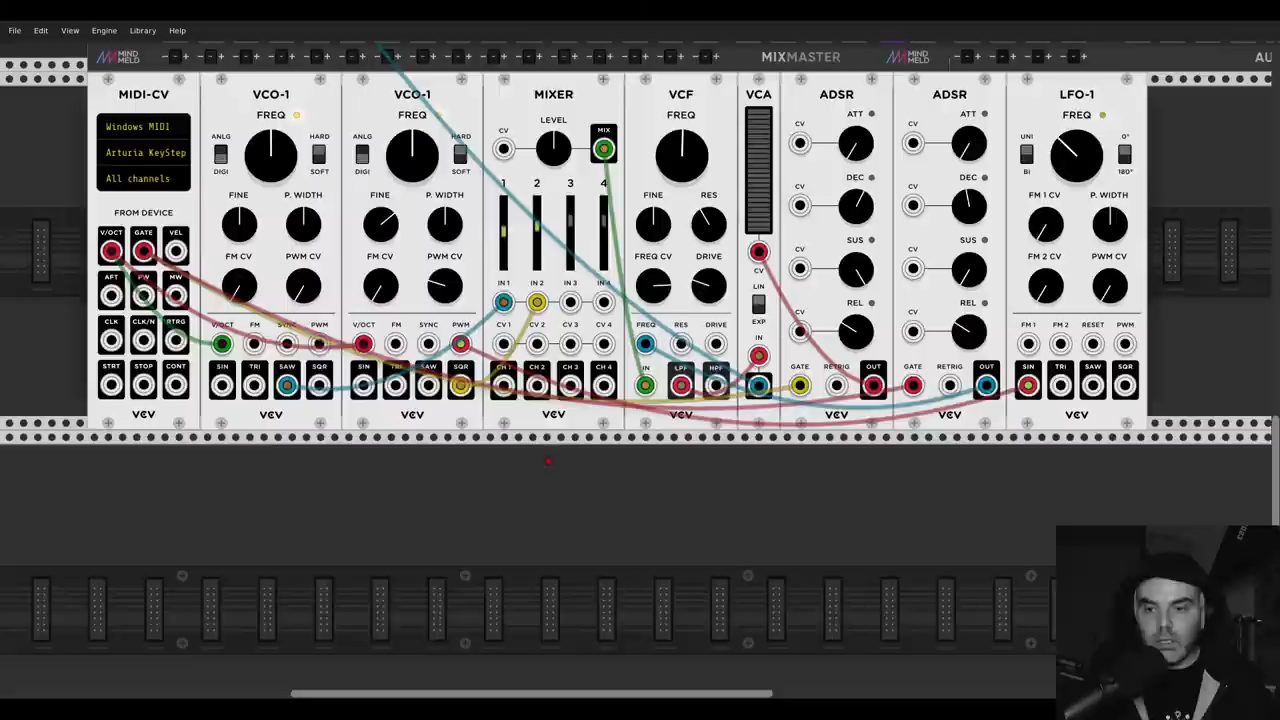 File Edit View Engine Library Help
MIND MELD MIXMASTER MIND MELD AU
MIDI-CV VCO-1 VCO-1 MIXER VCF VCA ADSR ADSR LFO-1
FREQ FREQ LEVEL FREQ ATT ATT FREQ
Windows MIDI
Arturia KeyStep
All channels
ANLG HARD ANLG HARD CV MIX CV CV UNI 0°
DIGI SOFT DIGI SOFT BI 180°
1 2 3 4
DEC DEC
FINE P. WIDTH FINE P. WIDTH FINE RES CV CV FM 1 CV P. WIDTH
FROM DEVICE
V/OCT GATE VEL
SUS SUS
FM CV PWM CV FM CV PWM CV FREQ CV DRIVE CV CV FM 2 CV PWM CV
AFT PW MW
IN 1 IN 2 IN 3 IN 4
CV
LIN
EXP
REL REL
CLK CLK/N RTRG
V/OCT FM SYNC PWM V/OCT FM SYNC PWM CV 1 CV 2 CV 3 CV 4 FREQ RES DRIVE IN CV CV FM 1 FM 2 RESET PWM
STRT STOP CONT SIN TRI SAW SQR SIN TRI SAW SQR CH 1 CH 2 CH 3 CH 4 IN LPF HPF GATE RETRIG OUT GATE RETRIG OUT SIN TRI SAW SQR
VCV VCV VCV VCV VCV VCV VCV VCV